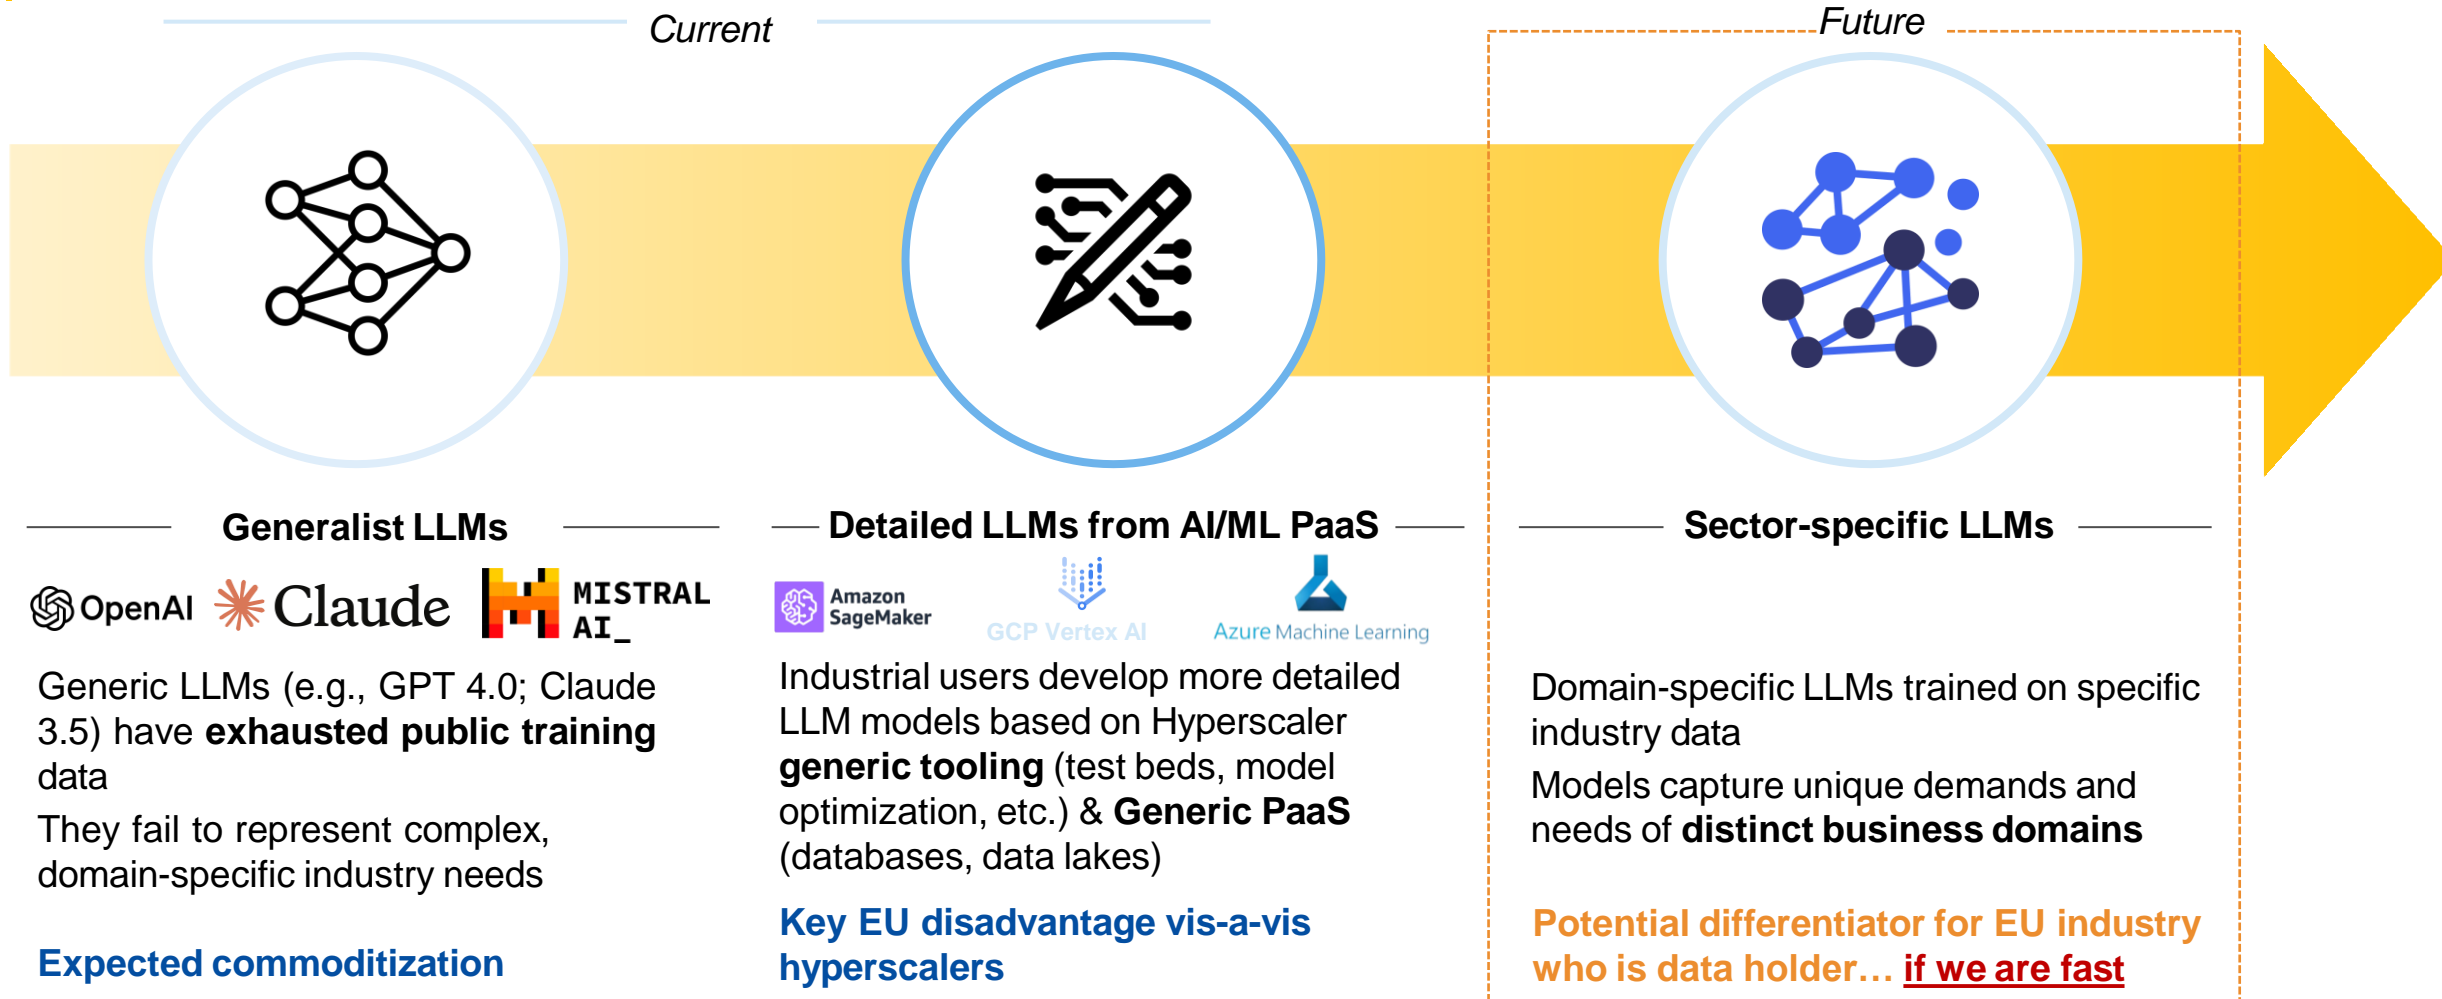 Current
Future
Generalist LLMs
OpenAI
Claude
MISTRAL
AI_
Generic LLMs (e.g., GPT 4.0; Claude
3.5) have exhausted public training
data
They fail to represent complex,
domain-specific industry needs
Expected commoditization
Detailed LLMs from AI/ML PaaS
Amazon
SageMaker
GCP Vertex AI
Azure Machine Learning
Industrial users develop more detailed
LLM models based on Hyperscaler
generic tooling (test beds, model
optimization, etc.) & Generic PaaS
(databases, data lakes)
Key EU disadvantage vis-a-vis
hyperscalers
Sector-specific LLMs
Domain-specific LLMs trained on specific
industry data
Models capture unique demands and
needs of distinct business domains
Potential differentiator for EU industry
who is data holder… if we are fast